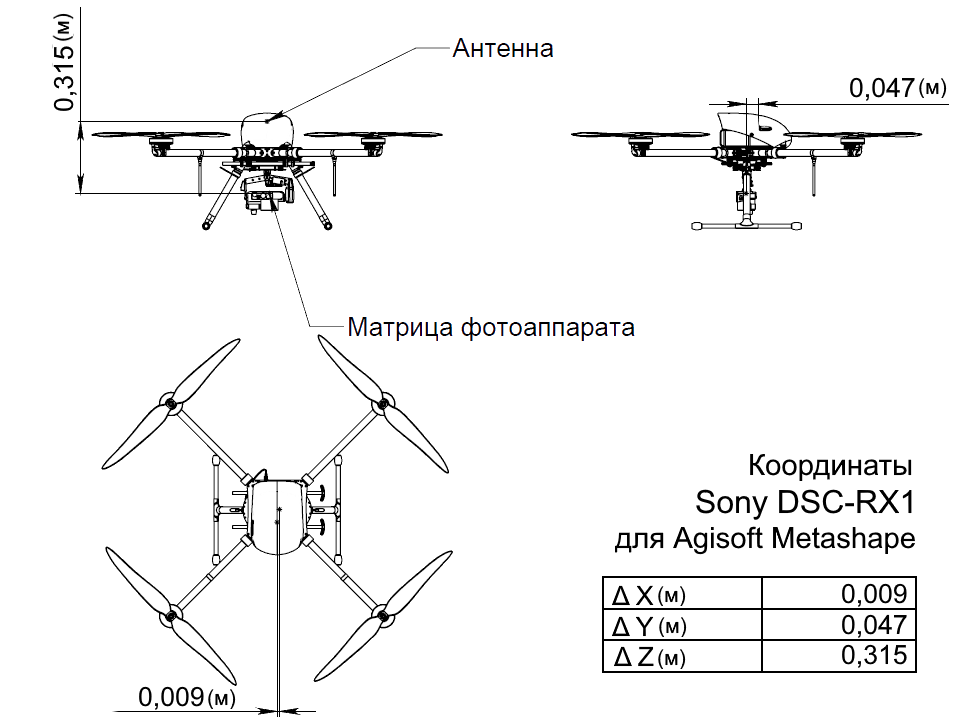 0,315 (м)
Антенна
0,047 (м)
Матрица фотоаппарата
Координаты
Sony DSC-RX1
для Agisoft Metashape
Δ X (м) 0,009
Δ Y (м) 0,047
Δ Z (м) 0,315
0,009 (м)